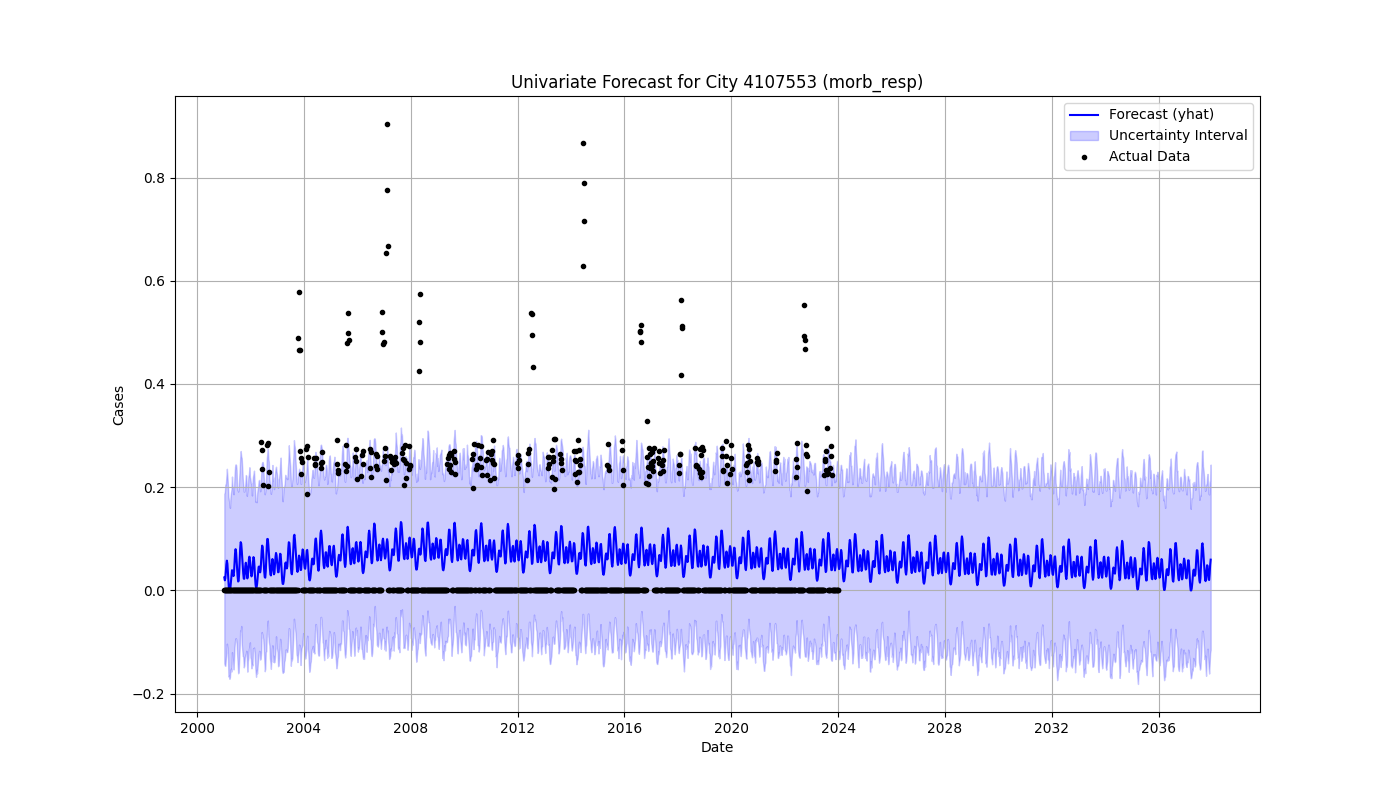 Univariate Forecast for City 4107553 (morb_resp)
Forecast (yhat)
Uncertainty Interval
Actual Data
Cases
0.8
0.6
0.4
0.2
0.0
−0.2
2000 2004 2008 2012 2016 2020 2024 2028 2032 2036
Date